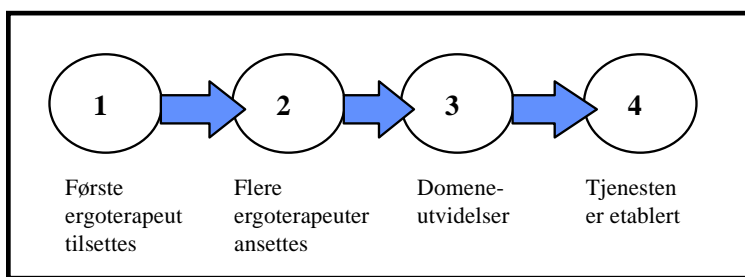 1 2 3 4
Første
ergoterapeut
tilsettes
Flere
ergoterapeuter
ansettes
Domene-
utvidelser
Tjenesten
er etablert